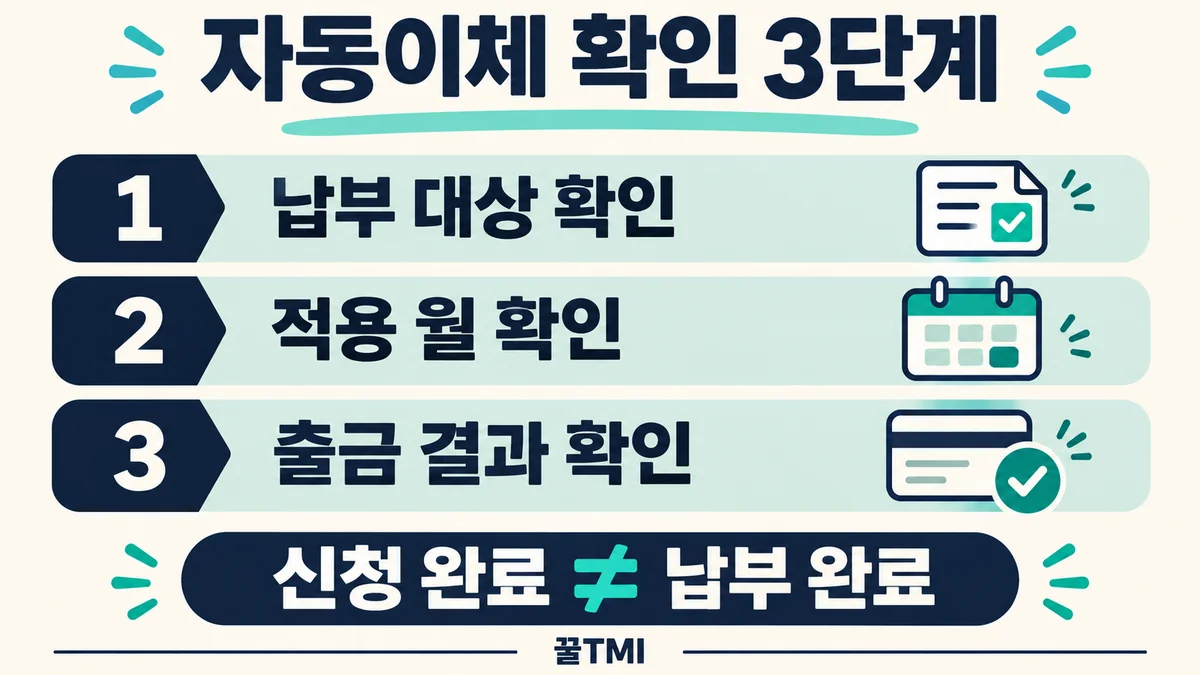 자동이체 확인 3단계
1 납부 대상 확인
2 적용 월 확인
3 출금 결과 확인
신청 완료 ≠ 납부 완료
꿀TMI